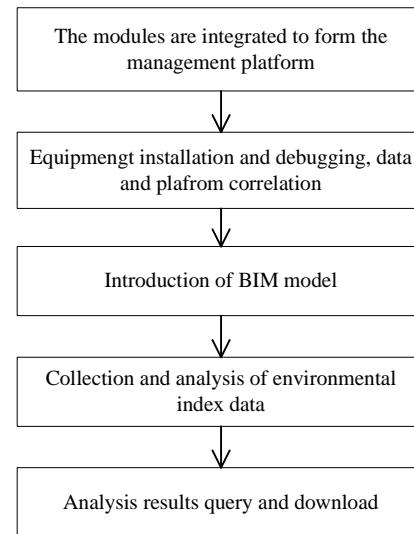 The modules are integrated to form the
management platform
Equipmengt installation and debugging, data
and plafrom correlation
Introduction of BIM model
Collection and analysis of environmental
index data
Analysis results query and download